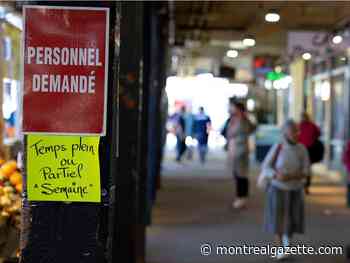 PERSONNEL
DEMANDÉ
Temps plein
ou
PARTiel
"Semaine"
montrealgazette.com